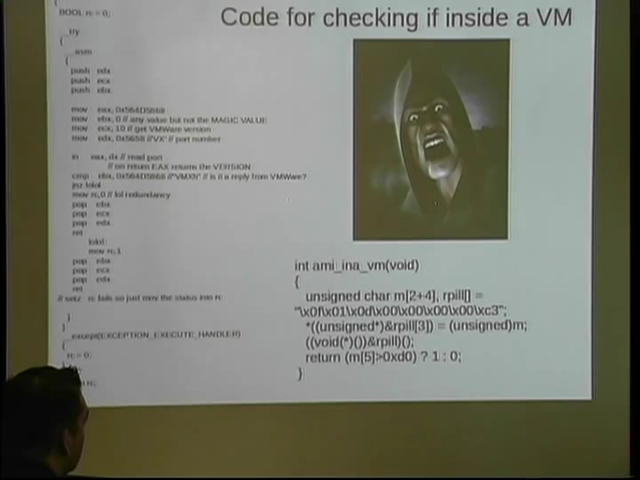 Code for checking if inside a VM
BOOL rc = 0;
__try
{
__asm
{
push edx
push ecx
push ebx
mov eax, 0x564D5868
mov ebx, 0 // any value but not the MAGIC VALUE
mov ecx, 10 // get VMWare version
mov edx, 0x5658 // "VX" // port number
in eax, dx // read port
// on return EAX returns the VERSION
cmp ebx, 0x564D5868 // is it a reply from VMWare?
jnz lolol
mov rc,0 // lol redundancy
pop ebx
pop ecx
pop edx
ret
lolol:
mov rc,1
pop ebx
pop ecx
pop edx
ret
// setz rc fails so just mov the status into rc
}
}
__except(EXCEPTION_EXECUTE_HANDLER)
{
rc = 0;
}
rc;
int ami_ina_vm(void)
{
unsigned char m[2+4], rpill[] =
"\x0f\x01\x0d\x00\x00\x00\x00\xc3";
*((unsigned*)&rpill[3]) = (unsigned)m;
((void(*)())&rpill)();
return (m[5]>0xd0) ? 1 : 0;
}